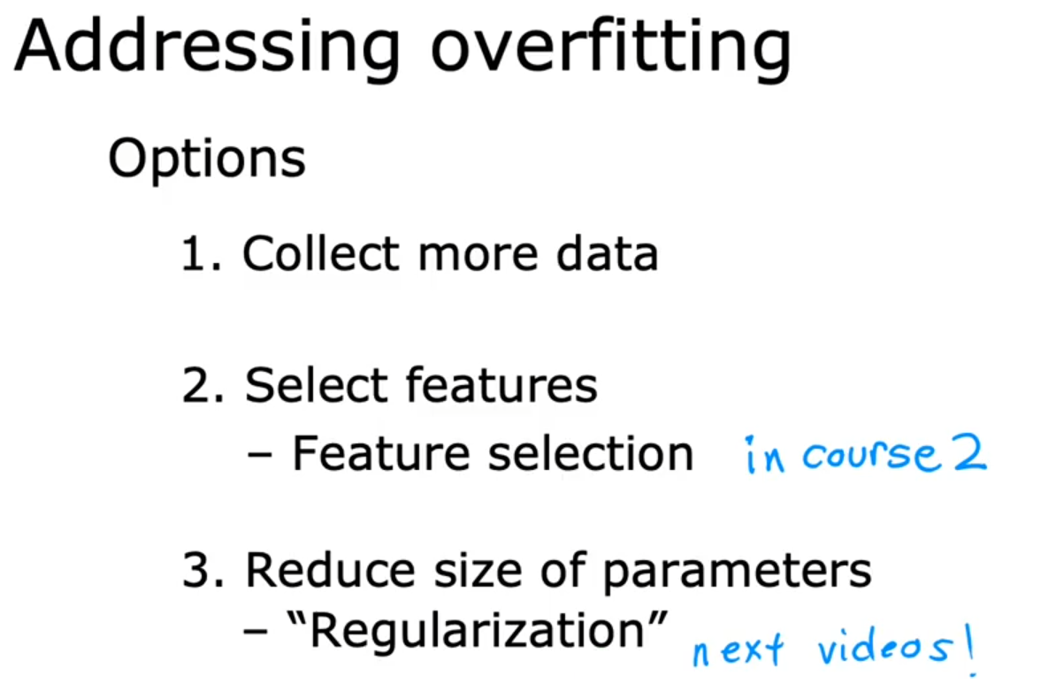 Addressing overfitting
Options
1. Collect more data
2. Select features
– Feature selection in course 2
3. Reduce size of parameters
– “Regularization” next videos!